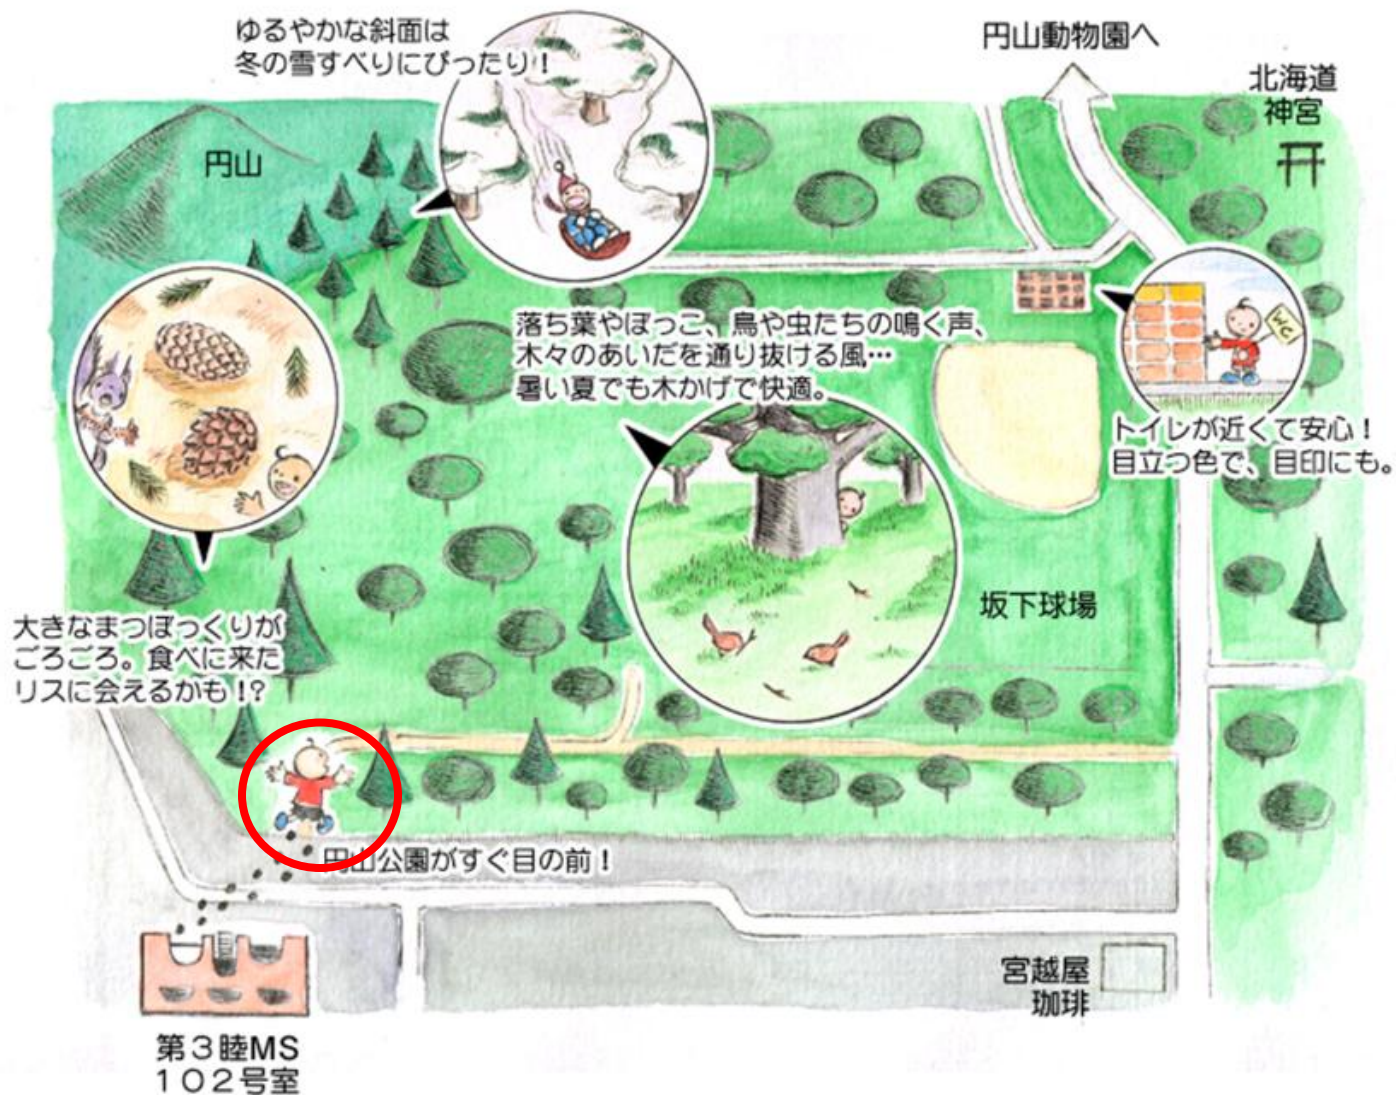 ゆるやかな斜面は
冬の雪すべりにぴったり！
円山動物園へ
北海道
神宮
円山
落ち葉やぼっこ、鳥や虫たちの鳴く声、
木々のあいだを通り抜ける風…
暑い夏でも木かげで快適。
WC
トイレが近くて安心！
目立つ色で、目印にも。
坂下球場
大きなまつぼっくりが
ごろごろ。食べに来た
リスに会えるかも！？
円山公園がすぐ目の前！
宮越屋
珈琲
第３睦MS
１０２号室